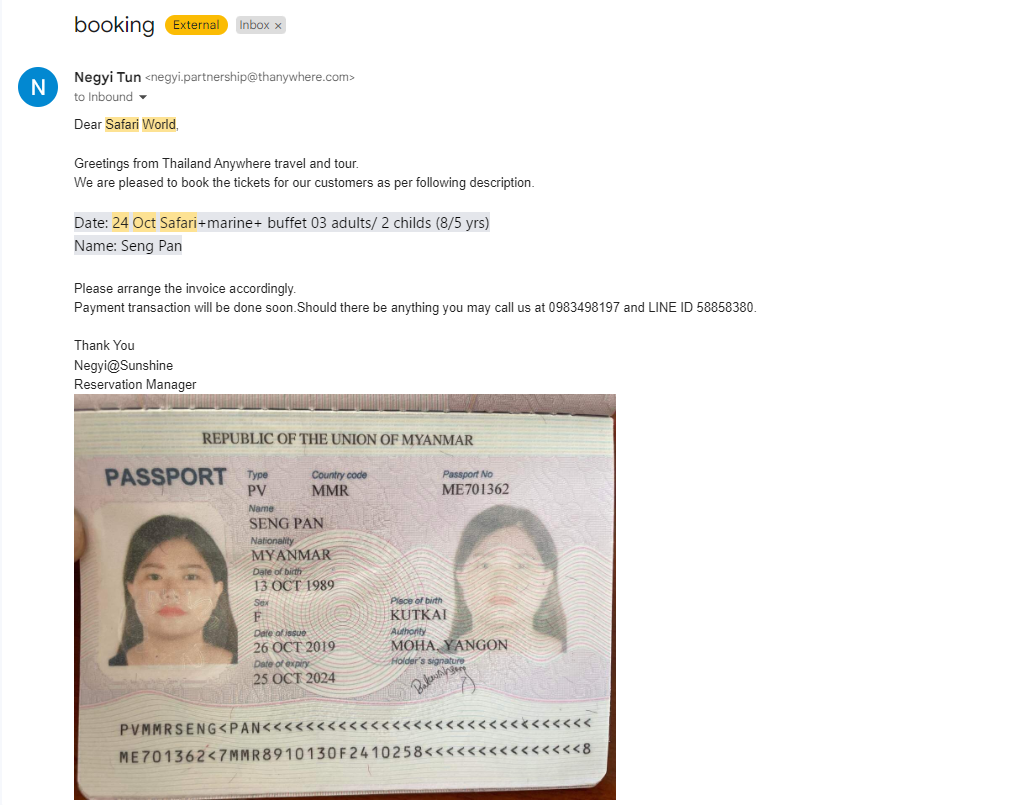 booking External Inbox ×
N
Negyi Tun <negyi.partnership@thanywhere.com>
to Inbound
Dear Safari World,
Greetings from Thailand Anywhere travel and tour.
We are pleased to book the tickets for our customers as per following description.
Date: 24 Oct Safari+marine+ buffet 03 adults/ 2 childs (8/5 yrs)
Name: Seng Pan
Please arrange the invoice accordingly.
Payment transaction will be done soon.Should there be anything you may call us at 0983498197 and LINE ID 58858380.
Thank You
Negyi@Sunshine
Reservation Manager
REPUBLIC OF THE UNION OF MYANMAR
PASSPORT
Type Country code Passport No
PV MMR ME701362
Name
SENG PAN
Nationality
MYANMAR
Date of birth
13 OCT 1989
Sex Place of birth
F KUTKAI
Date of issue Authority
26 OCT 2019 MOHA, YANGON
Date of expiry Holder's signature
25 OCT 2024
PVMMRSENG<PAN<<<<<<<<<<<<<<<<<<<<<<<<<<<<<<<
ME701362<7MMR8910130F2410258<<<<<<<<<<<<<<<8